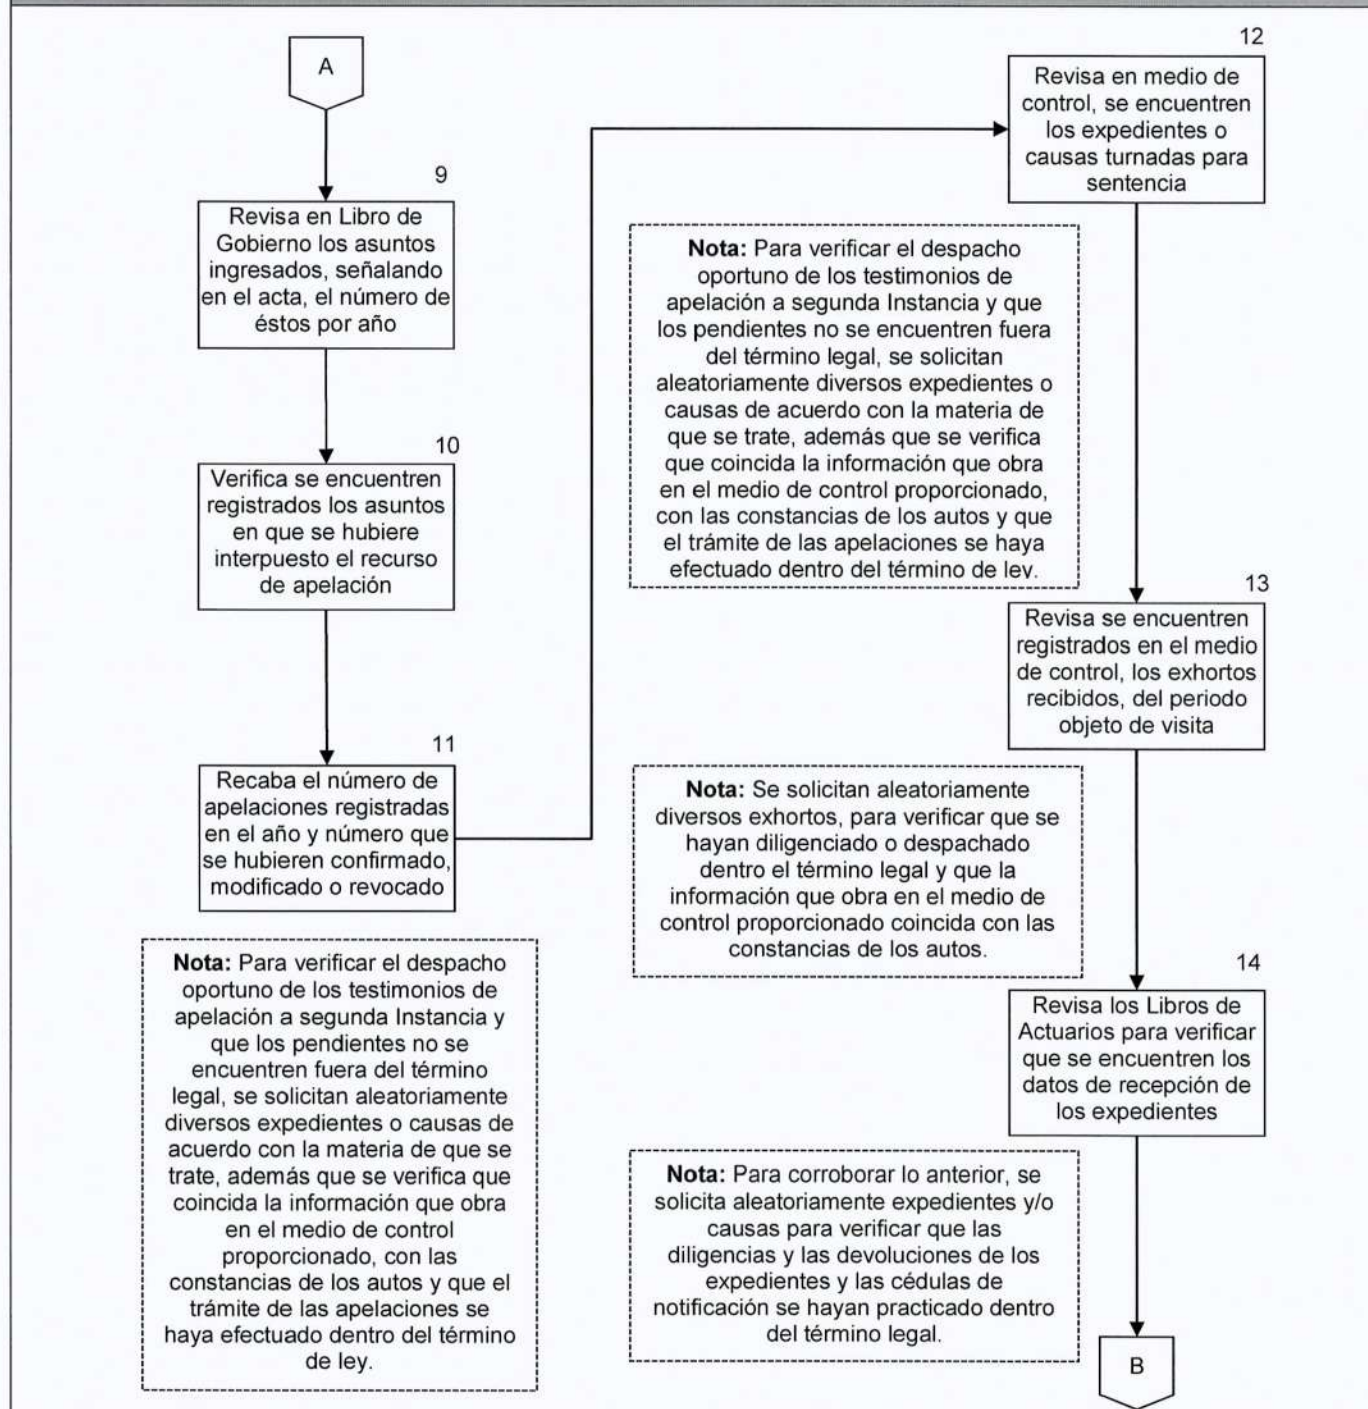 A
9
Revisa en Libro de
Gobierno los asuntos
ingresados, señalando
en el acta, el número de
éstos por año
10
Verifica se encuentren
registrados los asuntos
en que se hubiere
interpuesto el recurso
de apelación
11
Recaba el número de
apelaciones registradas
en el año y número que
se hubieren confirmado,
modificado o revocado
Nota: Para verificar el despacho
oportuno de los testimonios de
apelación a segunda Instancia y
que los pendientes no se
encuentren fuera del término
legal, se solicitan aleatoriamente
diversos expedientes o causas de
acuerdo con la materia de que se
trate, además que se verifica que
coincida la información que obra
en el medio de control
proporcionado, con las
constancias de los autos y que el
trámite de las apelaciones se
haya efectuado dentro del término
de ley.
12
Revisa en medio de
control, se encuentren
los expedientes o
causas turnadas para
sentencia
Nota: Para verificar el despacho
oportuno de los testimonios de
apelación a segunda Instancia y que
los pendientes no se encuentren fuera
del término legal, se solicitan
aleatoriamente diversos expedientes o
causas de acuerdo con la materia de
que se trate, además que se verifica
que coincida la información que obra
en el medio de control proporcionado,
con las constancias de los autos y que
el trámite de las apelaciones se haya
efectuado dentro del término de ley.
13
Revisa se encuentren
registrados en el medio
de control, los exhortos
recibidos, del periodo
objeto de visita
Nota: Se solicitan aleatoriamente
diversos exhortos, para verificar que se
hayan diligenciado o despachado
dentro el término legal y que la
información que obra en el medio de
control proporcionado coincida con las
constancias de los autos.
14
Revisa los Libros de
Actuarios para verificar
que se encuentren los
datos de recepción de
los expedientes
Nota: Para corroborar lo anterior, se
solicita aleatoriamente expedientes y/o
causas para verificar que las
diligencias y las devoluciones de los
expedientes y las cédulas de
notificación se hayan practicado dentro
del término legal.
B